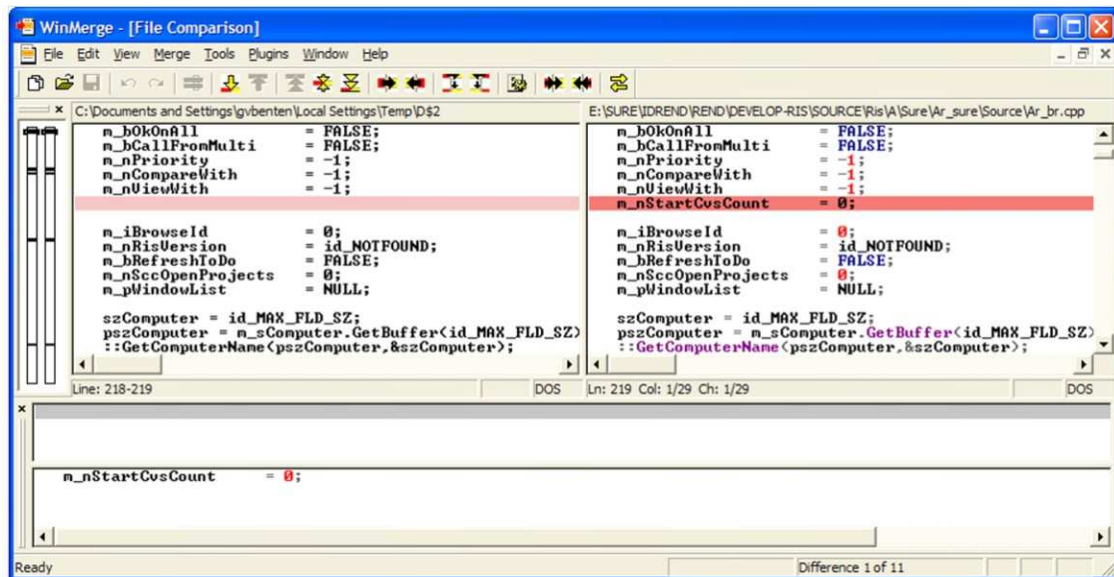 WinMerge - [File Comparison]
File Edit View Merge Tools Plugins Window Help
C:\Documents and Settings\gvbenten\Local Settings\Temp\D$2
m_bOkOnAll = FALSE;
m_bCallFromMulti = FALSE;
m_nPriority = -1;
m_nCompareWith = -1;
m_nViewWith = -1;
m_iBrowseId = 0;
m_nRisVersion = id_NOTFOUND;
m_bRefreshToDo = FALSE;
m_nSccOpenProjects = 0;
m_pWindowList = NULL;
szComputer = id_MAX_FLD_SZ;
pszComputer = m_sComputer.GetBuffer(id_MAX_FLD_SZ)
::GetComputerName(pszComputer,&szComputer);
Line: 218-219 DOS
E:\SURE\IDREND\REND\DEVELOP-RIS\SOURCE\Ris\A\Sure\Ar_sure\Source\Ar_br.cpp
m_bOkOnAll = FALSE;
m_bCallFromMulti = FALSE;
m_nPriority = -1;
m_nCompareWith = -1;
m_nViewWith = -1;
m_nStartCvsCount = 0;
m_iBrowseId = 0;
m_nRisVersion = id_NOTFOUND;
m_bRefreshToDo = FALSE;
m_nSccOpenProjects = 0;
m_pWindowList = NULL;
szComputer = id_MAX_FLD_SZ;
pszComputer = m_sComputer.GetBuffer(id_MAX_FLD_SZ)
::GetComputerName(pszComputer,&szComputer);
Ln: 219 Col: 1/29 Ch: 1/29 DOS
m_nStartCvsCount = 0;
Ready Difference 1 of 11